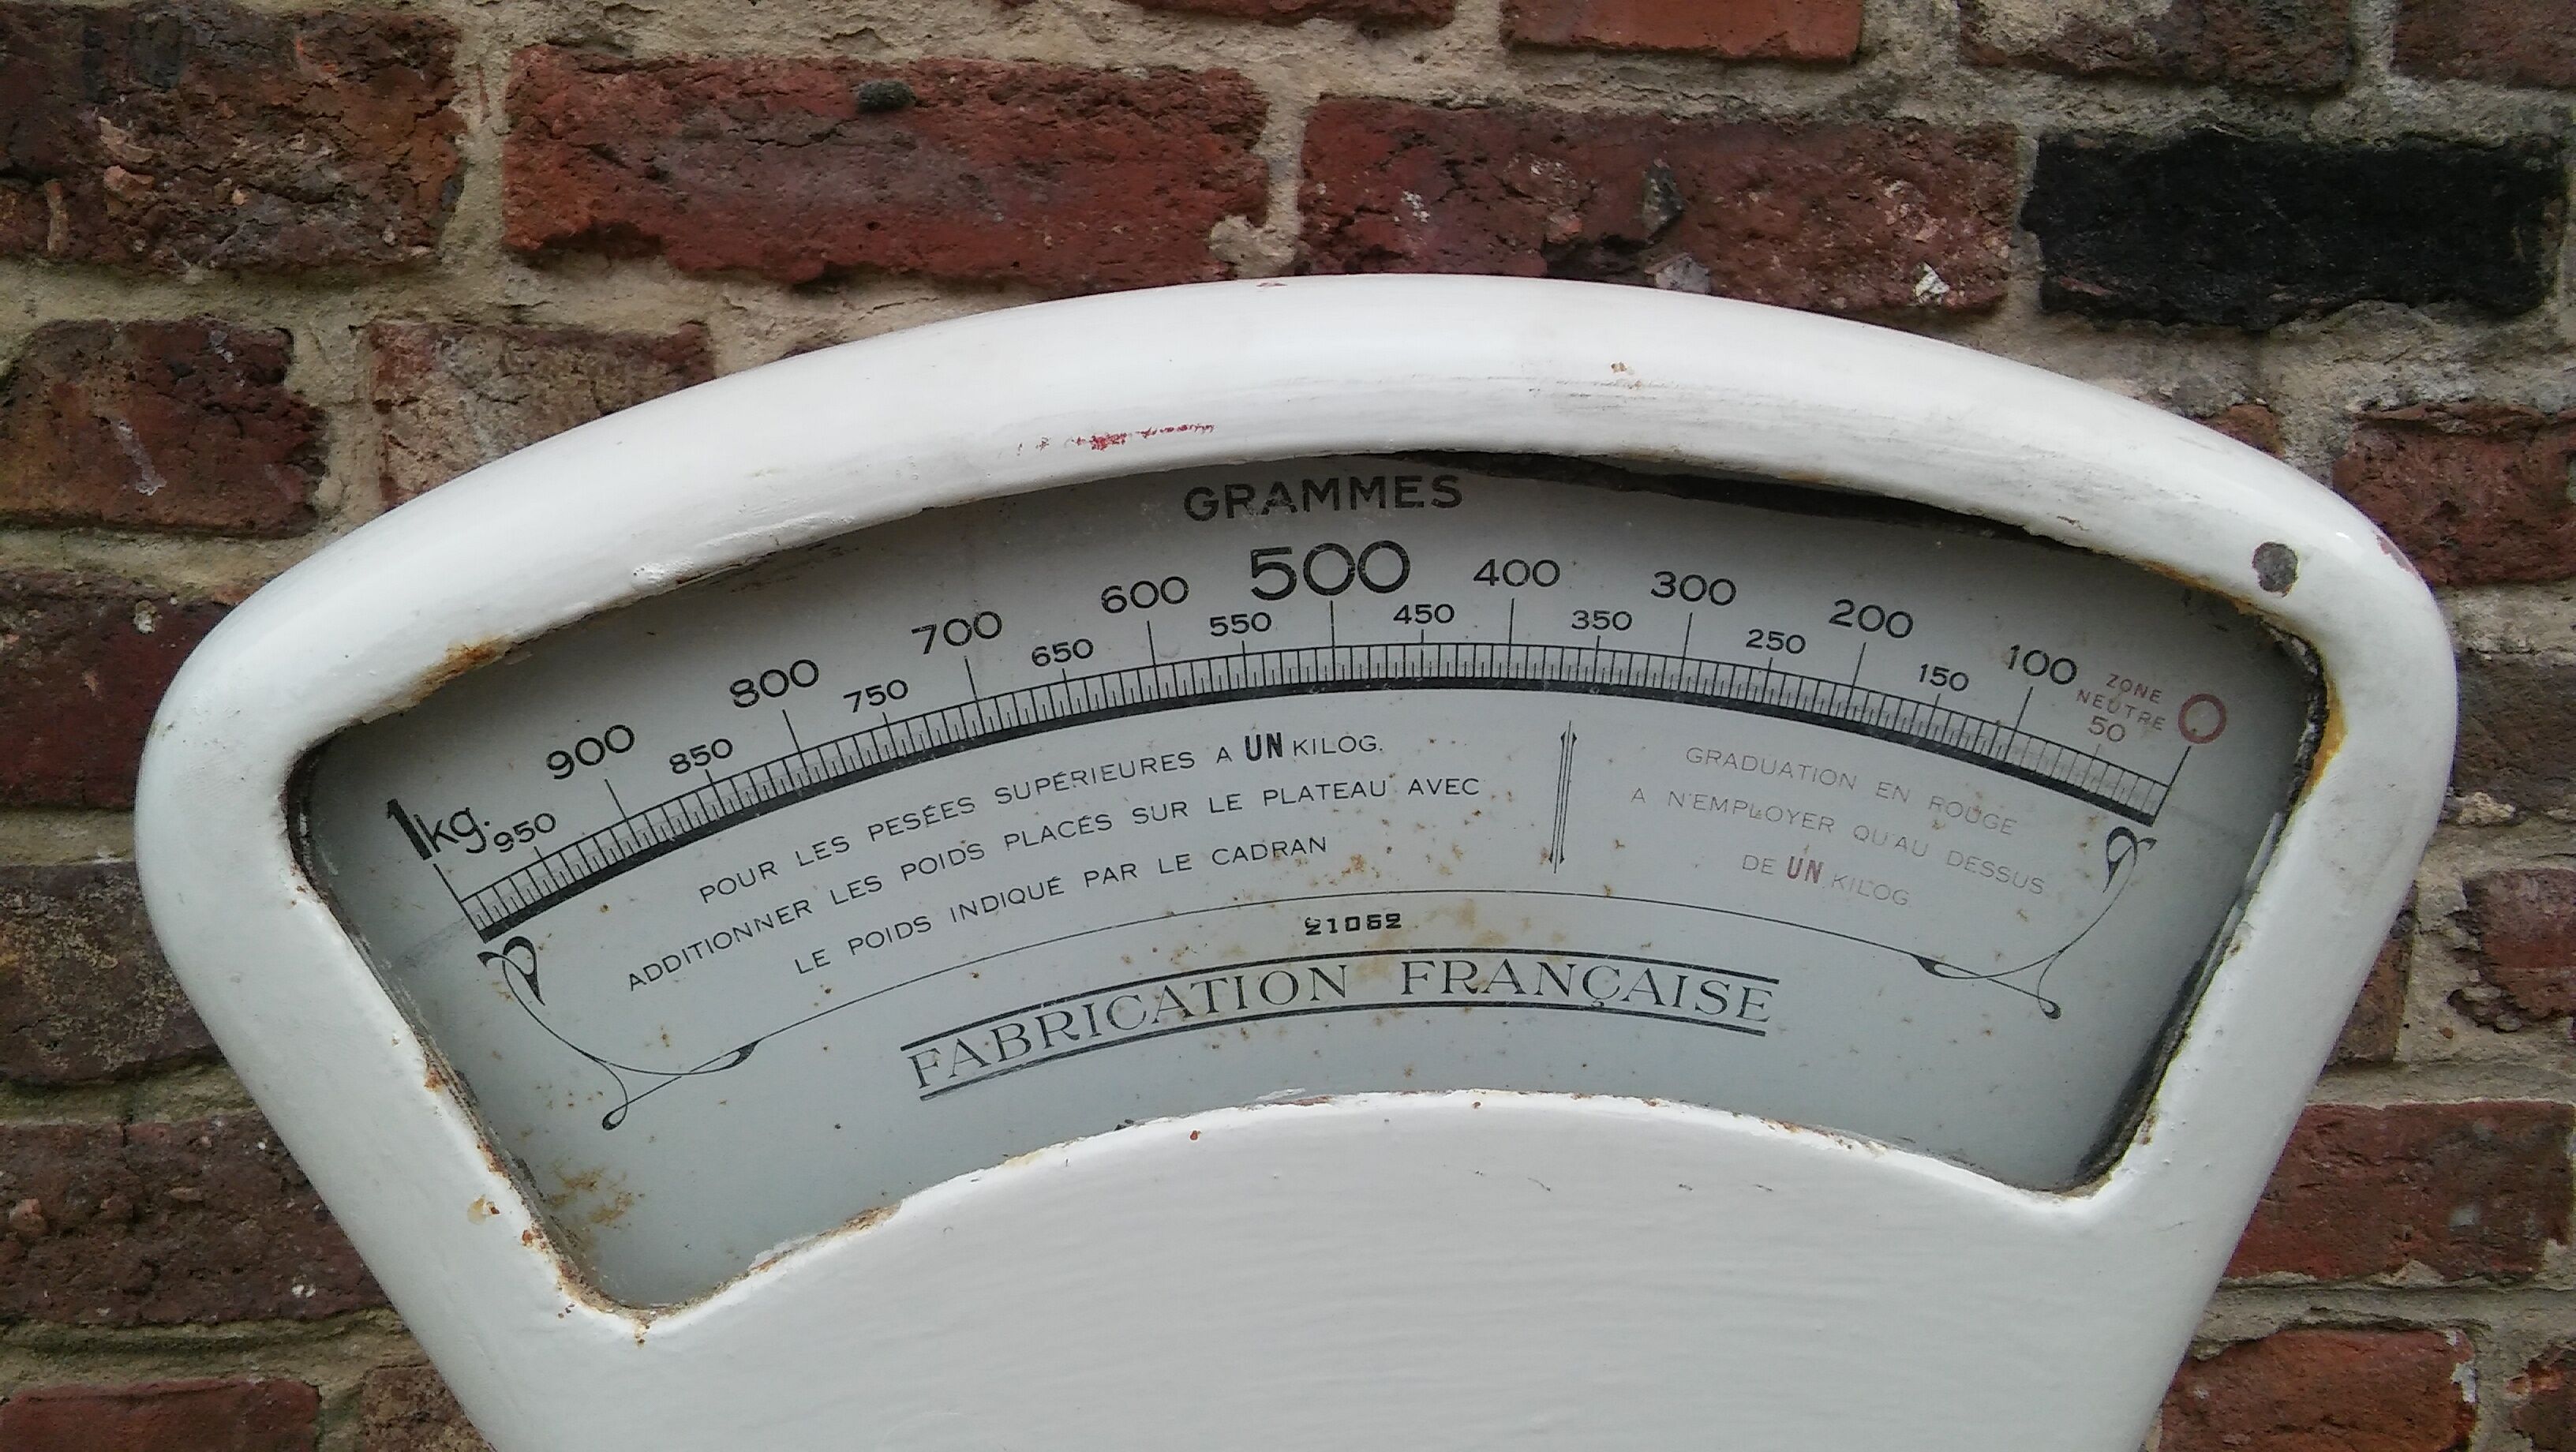 GRAMMES
1kg. 950 900 850 800 750 700 650 600 550 500 450 400 350 300 250 200 150 100 50 0
ZONE
NEUTRE
POUR LES PESÉES SUPÉRIEURES A UN KILOG.
ADDITIONNER LES POIDS PLACÉS SUR LE PLATEAU AVEC
LE POIDS INDIQUÉ PAR LE CADRAN
GRADUATION EN ROUGE
A N'EMPLOYER QU'AU DESSUS
DE UN KILOG.
21052
FABRICATION FRANÇAISE